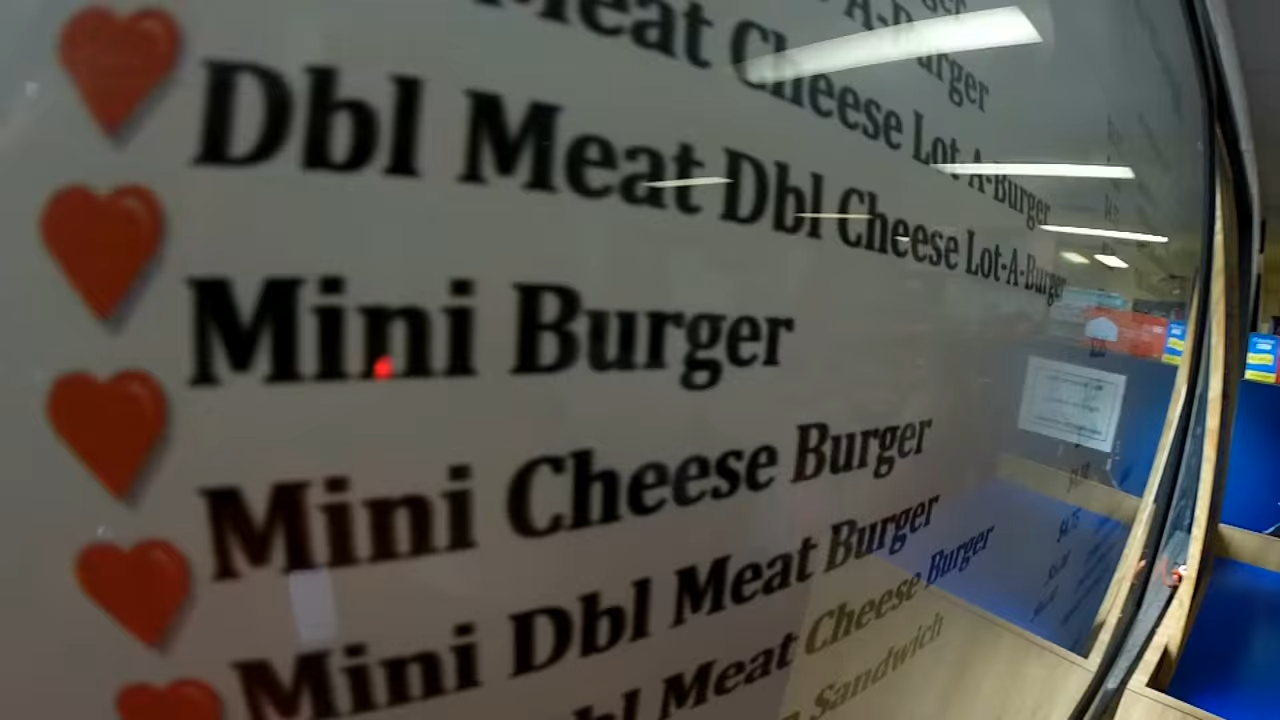 A-Burger
Meat Cheese Lot-A-Burger
Dbl Meat Dbl Cheese Lot-A-Burger
Mini Burger
Mini Cheese Burger
Mini Dbl Meat Burger
Meat Cheese Burger
Sandwich